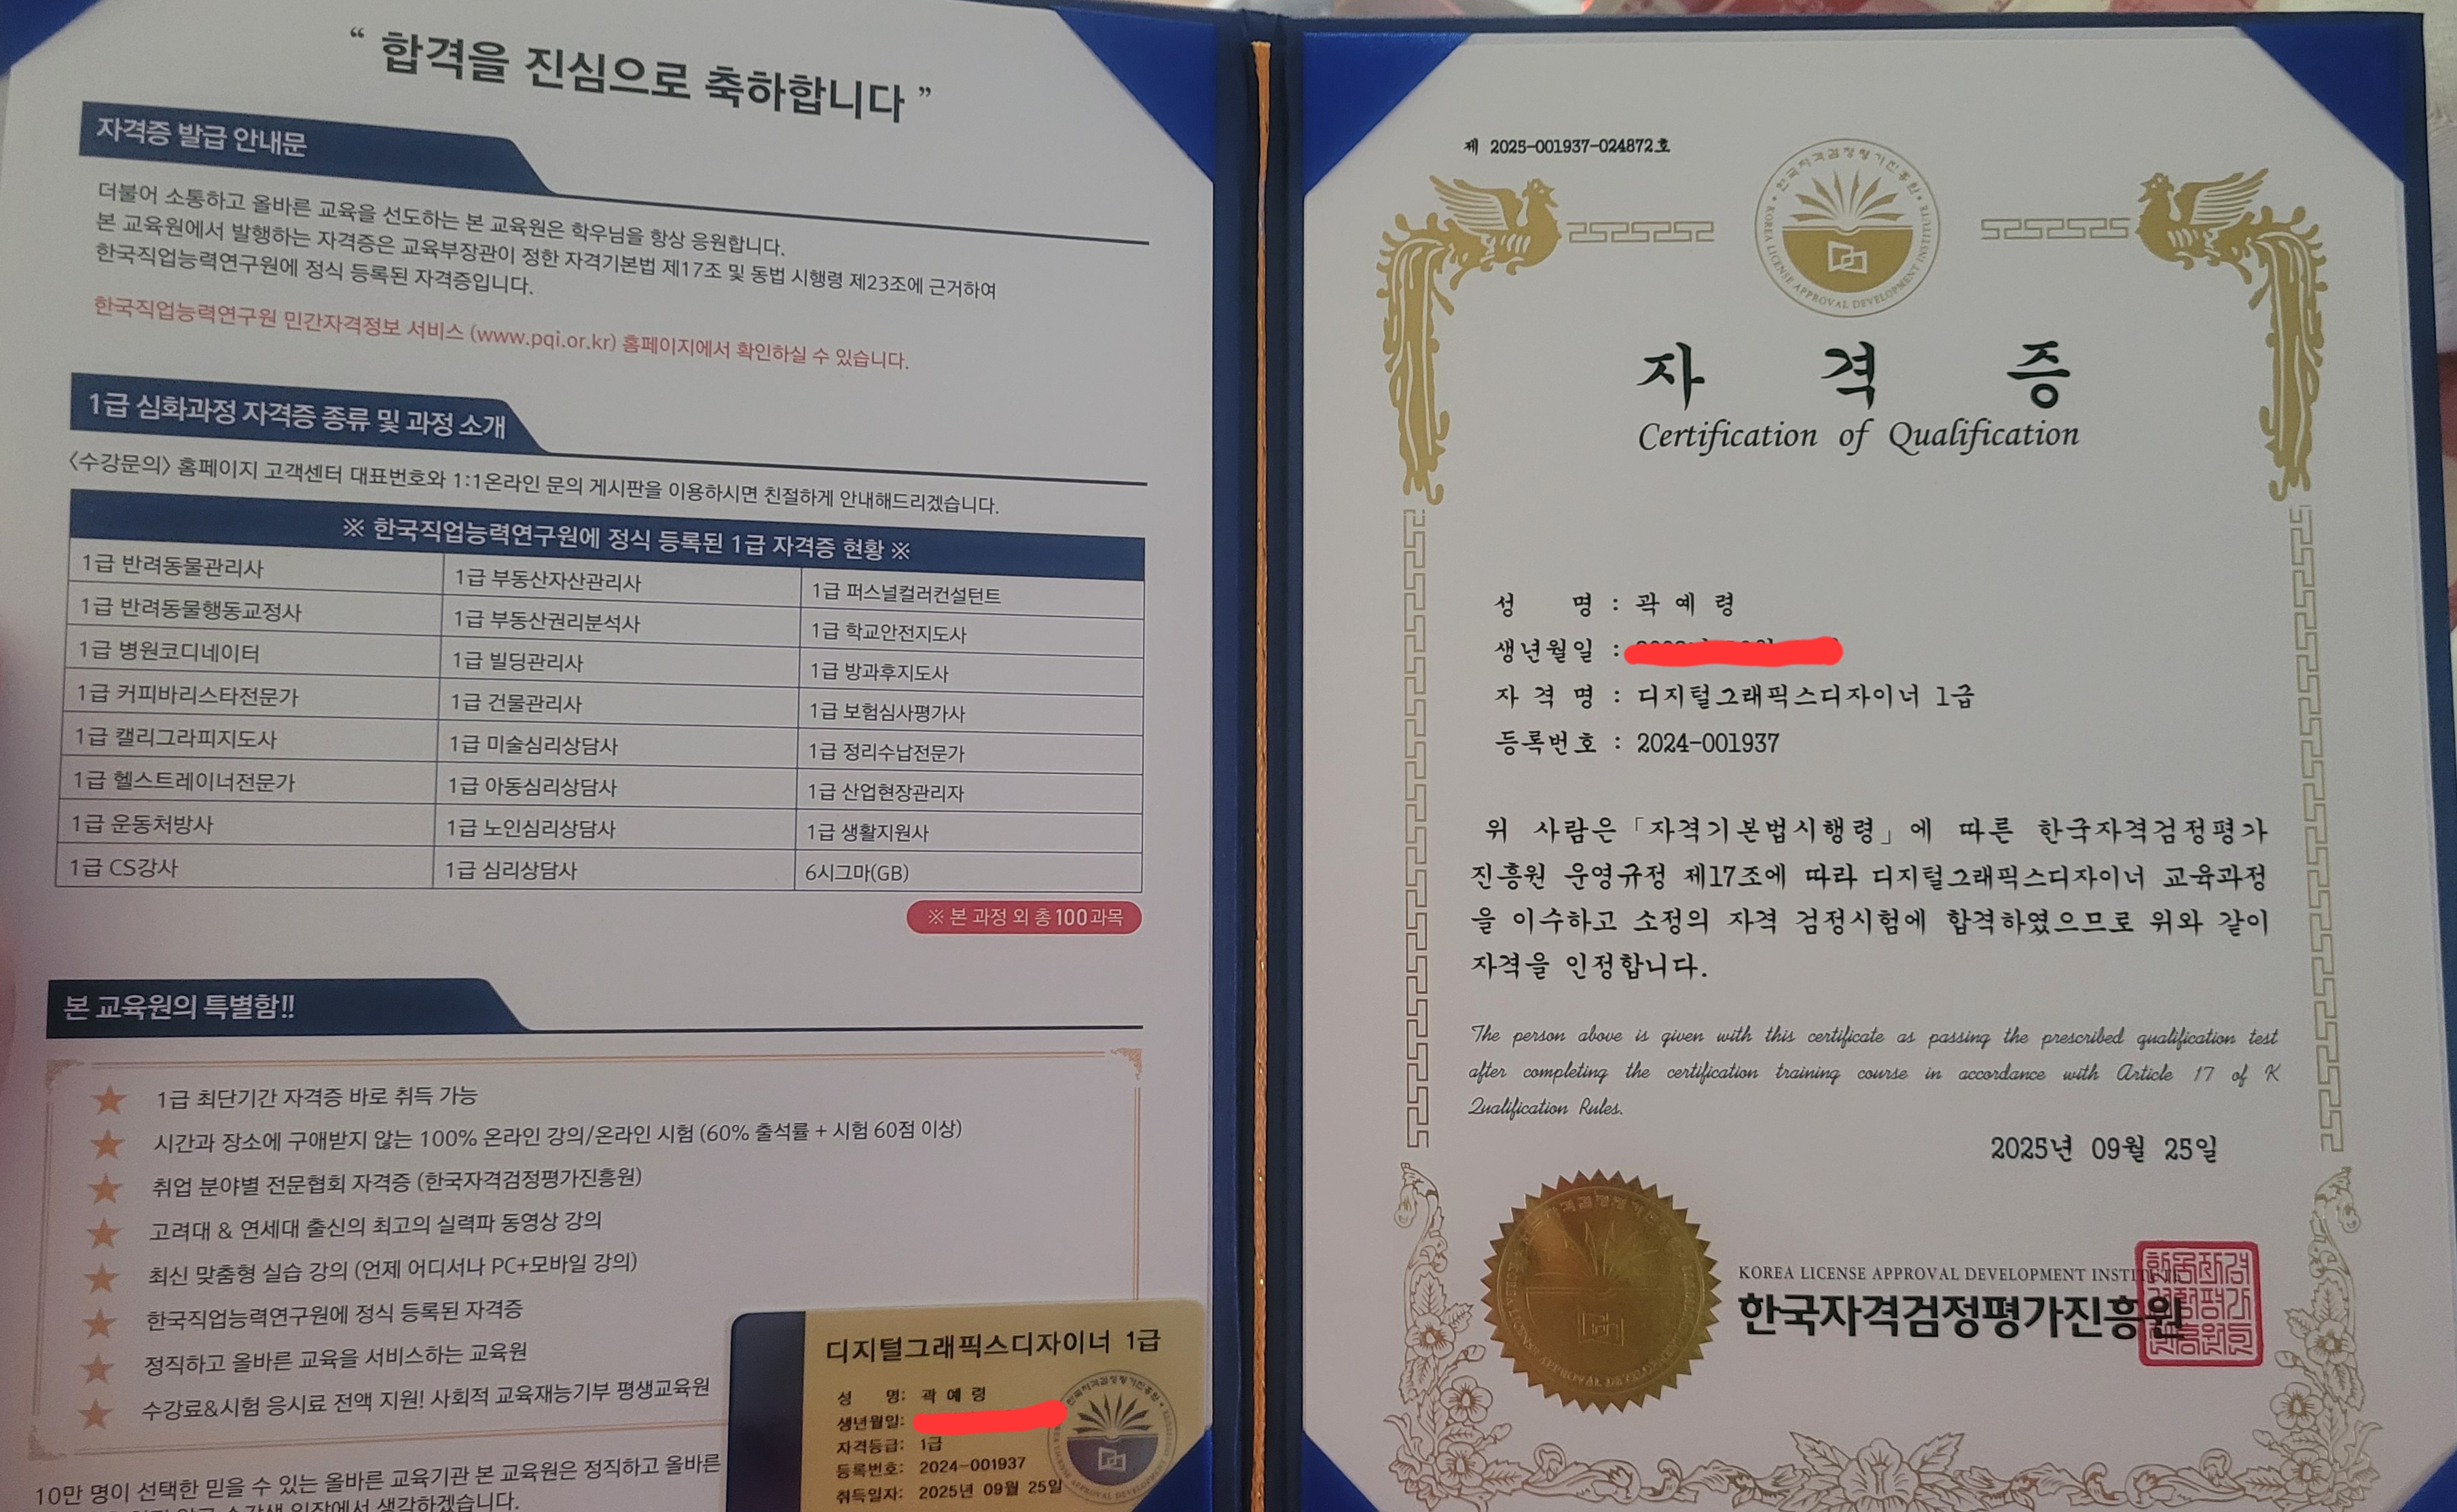 “ 합격을 진심으로 축하합니다 ”
자격증 발급 안내문
더불어 소통하고 올바른 교육을 선도하는 본 교육원은 학우님을 항상 응원합니다.
본 교육원에서 발행하는 자격증은 교육부장관이 정한 자격기본법 제17조 및 동법 시행령 제23조에 근거하여
한국직업능력연구원에 정식 등록된 자격증입니다.
한국직업능력연구원 민간자격정보 서비스 (www.pqi.or.kr) 홈페이지에서 확인하실 수 있습니다.
1급 심화과정 자격증 종류 및 과정 소개
<수강문의> 홈페이지 고객센터 대표번호와 1:1온라인 문의 게시판을 이용하시면 친절하게 안내해드리겠습니다.
※ 한국직업능력연구원에 정식 등록된 1급 자격증 현황 ※
1급 반려동물관리사 1급 부동산자산관리사 1급 퍼스널컬러컨설턴트
1급 반려동물행동교정사 1급 부동산권리분석사 1급 학교안전지도사
1급 병원코디네이터 1급 빌딩관리사 1급 방과후지도사
1급 커피바리스타전문가 1급 건물관리사 1급 보험심사평가사
1급 캘리그라피지도사 1급 미술심리상담사 1급 정리수납전문가
1급 헬스트레이너전문가 1급 아동심리상담사 1급 산업현장관리자
1급 운동처방사 1급 노인심리상담사 1급 생활지원사
1급 CS강사 1급 심리상담사 6시그마(GB)
※ 본 과정 외 총 100과목
본 교육원의 특별함!!
1급 최단기간 자격증 바로 취득 가능
시간과 장소에 구애받지 않는 100% 온라인 강의/온라인 시험 (60% 출석률 + 시험 60점 이상)
취업 분야별 전문협회 자격증 (한국자격검정평가진흥원)
고려대 & 연세대 출신의 최고의 실력파 동영상 강의
최신 맞춤형 실습 강의 (언제 어디서나 PC+모바일 강의)
한국직업능력연구원에 정식 등록된 자격증
정직하고 올바른 교육을 서비스하는 교육원
수강료&시험 응시료 전액 지원! 사회적 교육재능기부 평생교육원
10만 명이 선택한 믿을 수 있는 올바른 교육기관 본 교육원은 정직하고 올바른
수강생 입장에서 생각하겠습니다.
디지털그래픽스디자이너 1급
성 명: 곽 예 령
생년월일:
자격등급: 1급
등록번호: 2024-001937
취득일자: 2025년 09월 25일
제 2025-001937-024872호
한국자격검정평가진흥원
KOREA LICENSE APPROVAL DEVELOPMENT INSTITUTE
자 격 증
Certification of Qualification
성 명 : 곽 예 령
생년월일 :
자 격 명 : 디지털그래픽스디자이너 1급
등록번호 : 2024-001937
위 사람은「자격기본법시행령」에 따른 한국자격검정평가
진흥원 운영규정 제17조에 따라 디지털그래픽스디자이너 교육과정
을 이수하고 소정의 자격 검정시험에 합격하였으므로 위와 같이
자격을 인정합니다.
The person above is given with this certificate as passing the prescribed qualification test
after completing the certification training course in accordance with Article 17 of K
Qualification Rules.
2025년 09월 25일
KOREA LICENSE APPROVAL DEVELOPMENT INSTITUTE
한국자격검정평가진흥원